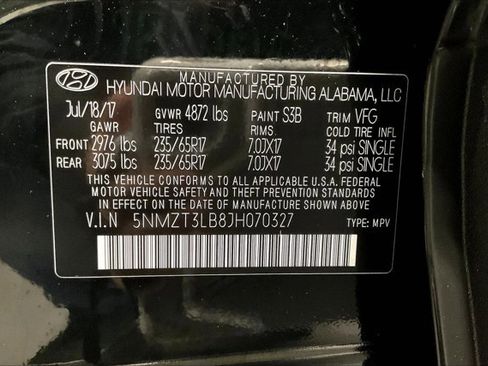 MANUFACTURED BY
HYUNDAI MOTOR MANUFACTURING ALABAMA, LLC
Jul/18/17 GVWR 4872 lbs PAINT S3B TRIM VFG
GAWR TIRES RIMS. COLD TIRE INFL
FRONT 2976 lbs 235/65R17 7.0JX17 34 psi SINGLE
REAR 3075 lbs 235/65R17 7.0JX17 34 psi SINGLE
THIS VEHICLE CONFORMS TO ALL APPLICABLE U.S.A. FEDERAL
MOTOR VEHICLE SAFETY AND THEFT PREVENTION STANDARDS
IN EFFECT ON THE DATE OF MANUFACTURE SHOWN ABOVE.
V.I.N 5NMZT3LB8JH070327 TYPE: MPV